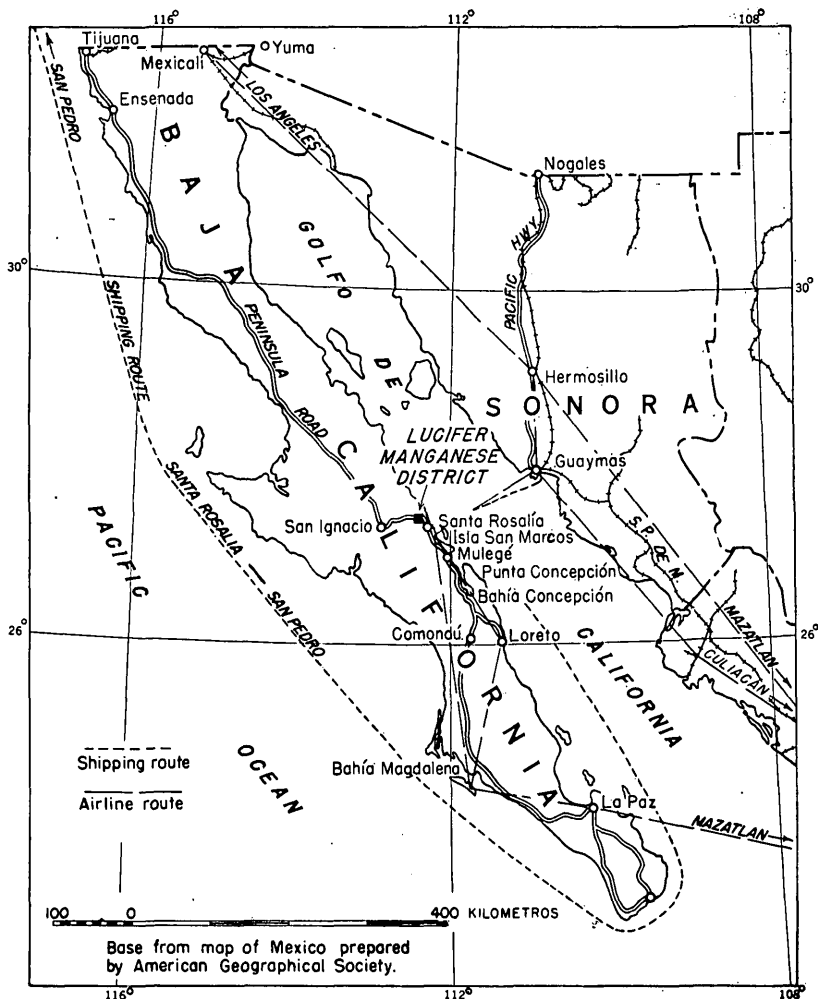 116° 112° 108°
Tijuana
Yuma
Mexicali
SAN PEDRO
LOS ANGELES
Ensenada
BAJA
Nogales
GOLFO
PACIFIC HWY.
30° 30°
SHIPPING ROUTE
PENINSULA
ROAD
DE
Hermosillo
SONORA
LUCIFER
MANGANESE
DISTRICT
CALIFORNIA
Guaymas
SANTA ROSALIA — SAN PEDRO
PACIFIC
San Ignacio
Santa Rosalía
Isla San Marcos
Mulegé
S.P. DE M.
Punta Concepción
Bahía Concepción
MAZATLAN
26° 26°
Comondú
Loreto
CULIACAN
CALIFORNIA
OCEAN
Shipping route
Airline route
Bahía Magdalena
La Paz
MAZATLAN
100 0 400 KILOMETROS
Base from map of Mexico prepared
by American Geographical Society.
116° 112° 108°